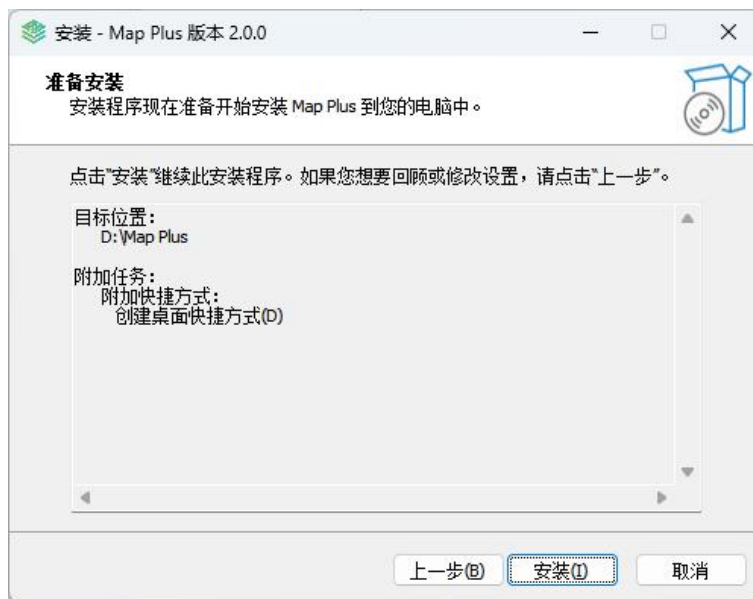 安装 - Map Plus 版本 2.0.0
准备安装
安装程序现在准备开始安装 Map Plus 到您的电脑中。
点击"安装"继续此安装程序。如果您想要回顾或修改设置，请点击"上一步"。
目标位置：
D:\Map Plus
附加任务：
附加快捷方式：
创建桌面快捷方式(D)
上一步(B) 安装(I) 取消